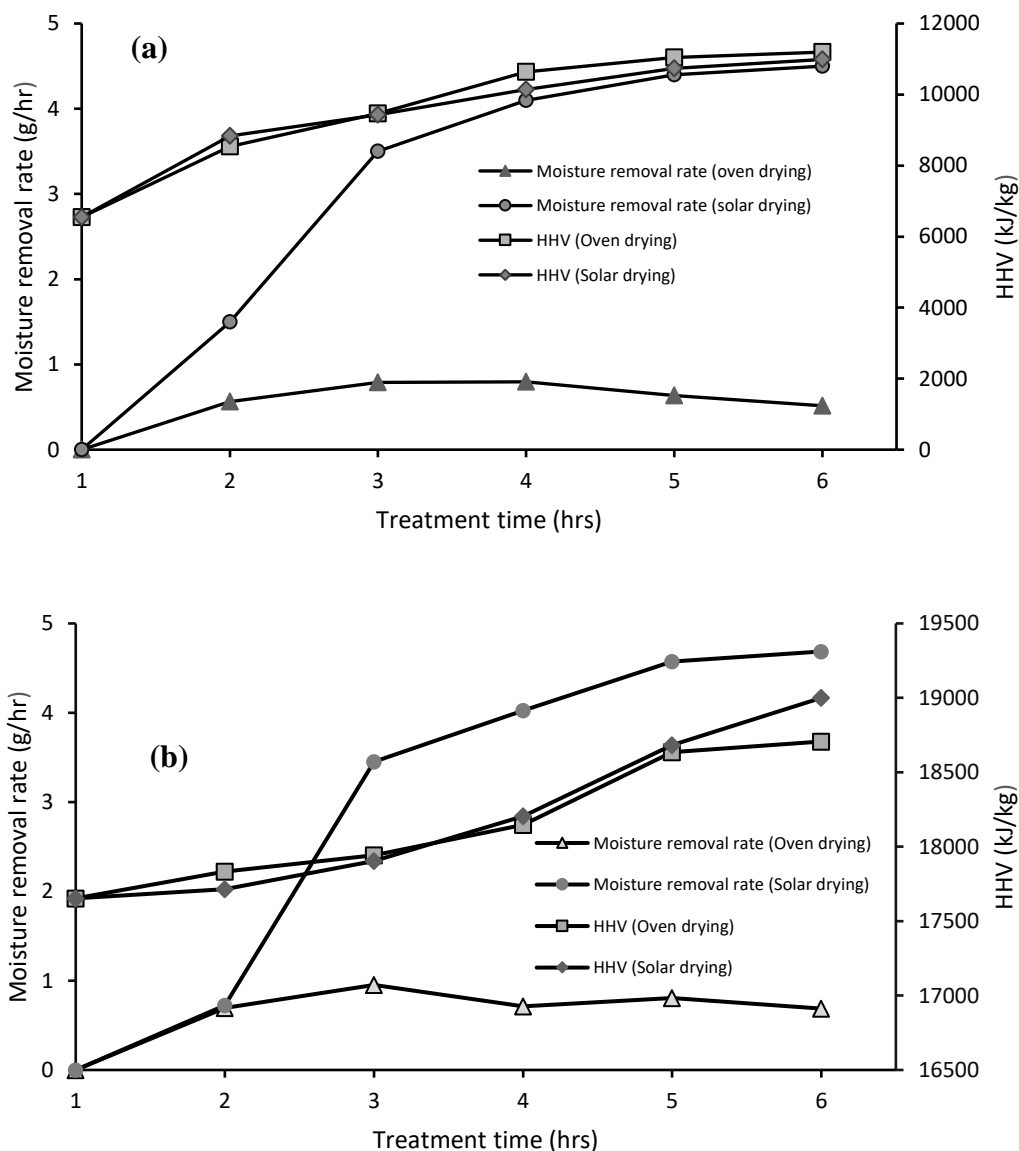 (a)
Moisture removal rate (g/hr)
5
4
3
2
1
0
12000
10000
8000
6000
4000
2000
0
HHV (kJ/kg)
Moisture removal rate (oven drying)
Moisture removal rate (solar drying)
HHV (Oven drying)
HHV (Solar drying)
1 2 3 4 5 6
Treatment time (hrs)
(b)
Moisture removal rate (g/hr)
5
4
3
2
1
0
19500
19000
18500
18000
17500
17000
16500
HHV (kJ/kg)
Moisture removal rate (Oven drying)
Moisture removal rate (Solar drying)
HHV (Oven drying)
HHV (Solar drying)
1 2 3 4 5 6
Treatment time (hrs)